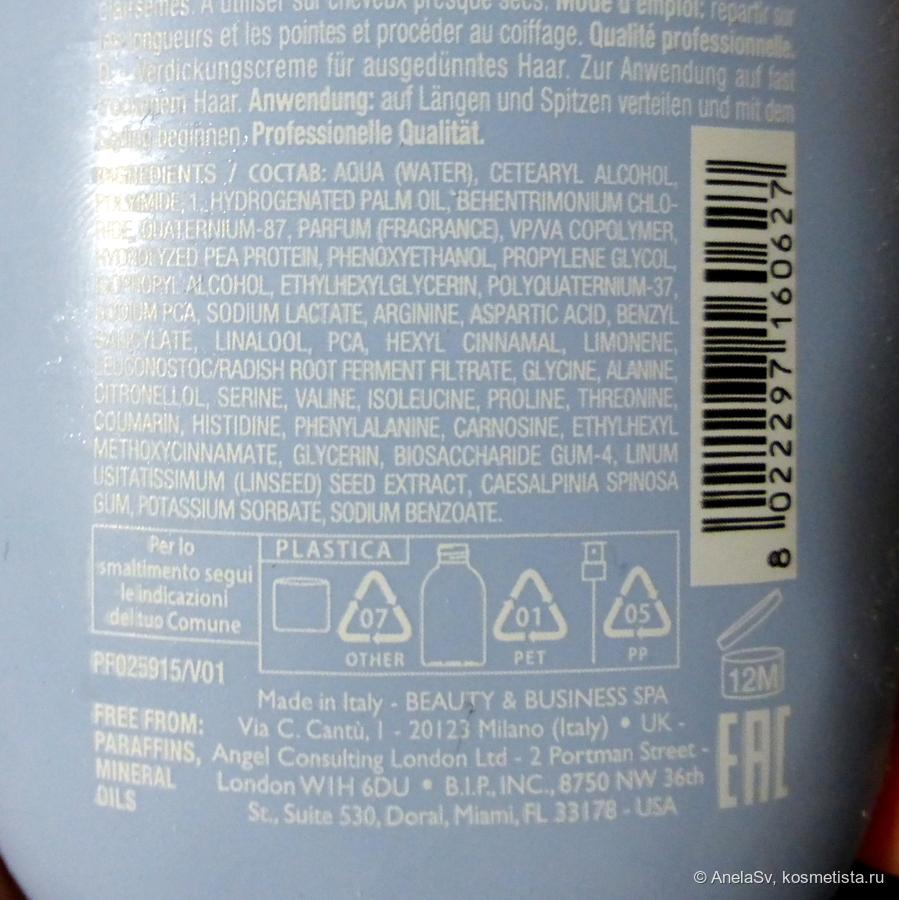 clairsemés. À utiliser sur cheveux presque secs. Mode d'emploi: répartir sur
longueurs et les pointes et procéder au coiffage. Qualité professionnelle.
Verdickungscreme für ausgedünntes Haar. Zur Anwendung auf fast
Haar. Anwendung: auf Längen und Spitzen verteilen und mit dem
Styling beginnen. Professionelle Qualität.
INGREDIENTS / СОСТАВ: AQUA (WATER), CETEARYL ALCOHOL,
POLYIMIDE, 1, HYDROGENATED PALM OIL, BEHENTRIMONIUM CHLO-
RIDE, QUATERNIUM-87, PARFUM (FRAGRANCE), VP/VA COPOLYMER,
HYDROLYZED PEA PROTEIN, PHENOXYETHANOL, PROPYLENE GLYCOL,
ISOPROPYL ALCOHOL, ETHYLHEXYLGLYCERIN, POLYQUATERNIUM-37,
SODIUM PCA, SODIUM LACTATE, ARGININE, ASPARTIC ACID, BENZYL
SALICYLATE, LINALOOL, PCA, HEXYL CINNAMAL, LIMONENE,
LEUCONOSTOC/RADISH ROOT FERMENT FILTRATE, GLYCINE, ALANINE,
CITRONELLOL, SERINE, VALINE, ISOLEUCINE, PROLINE, THREONINE,
COUMARIN, HISTIDINE, PHENYLALANINE, CARNOSINE, ETHYLHEXYL
METHOXYCINNAMATE, GLYCERIN, BIOSACCHARIDE GUM-4, LINUM
USITATISSIMUM (LINSEED) SEED EXTRACT, CAESALPINIA SPINOSA
GUM, POTASSIUM SORBATE, SODIUM BENZOATE.
8 022297 160627
Per lo
smaltimento segui
le indicazioni
del tuo Comune
PLASTICA
07
OTHER
01
PET
05
PP
12M
PF025915/V01
FREE FROM:
PARAFFINS,
MINERAL
OILS
Made in Italy - BEAUTY & BUSINESS SPA
Via C. Cantù, 1 - 20123 Milano (Italy) • UK -
Angel Consulting London Ltd - 2 Portman Street -
London W1H 6DU • B.I.P., INC., 8750 NW 36th
St., Suite 530, Doral, Miami, FL 33178 - USA
EAC
© AnelaSv, kosmetista.ru